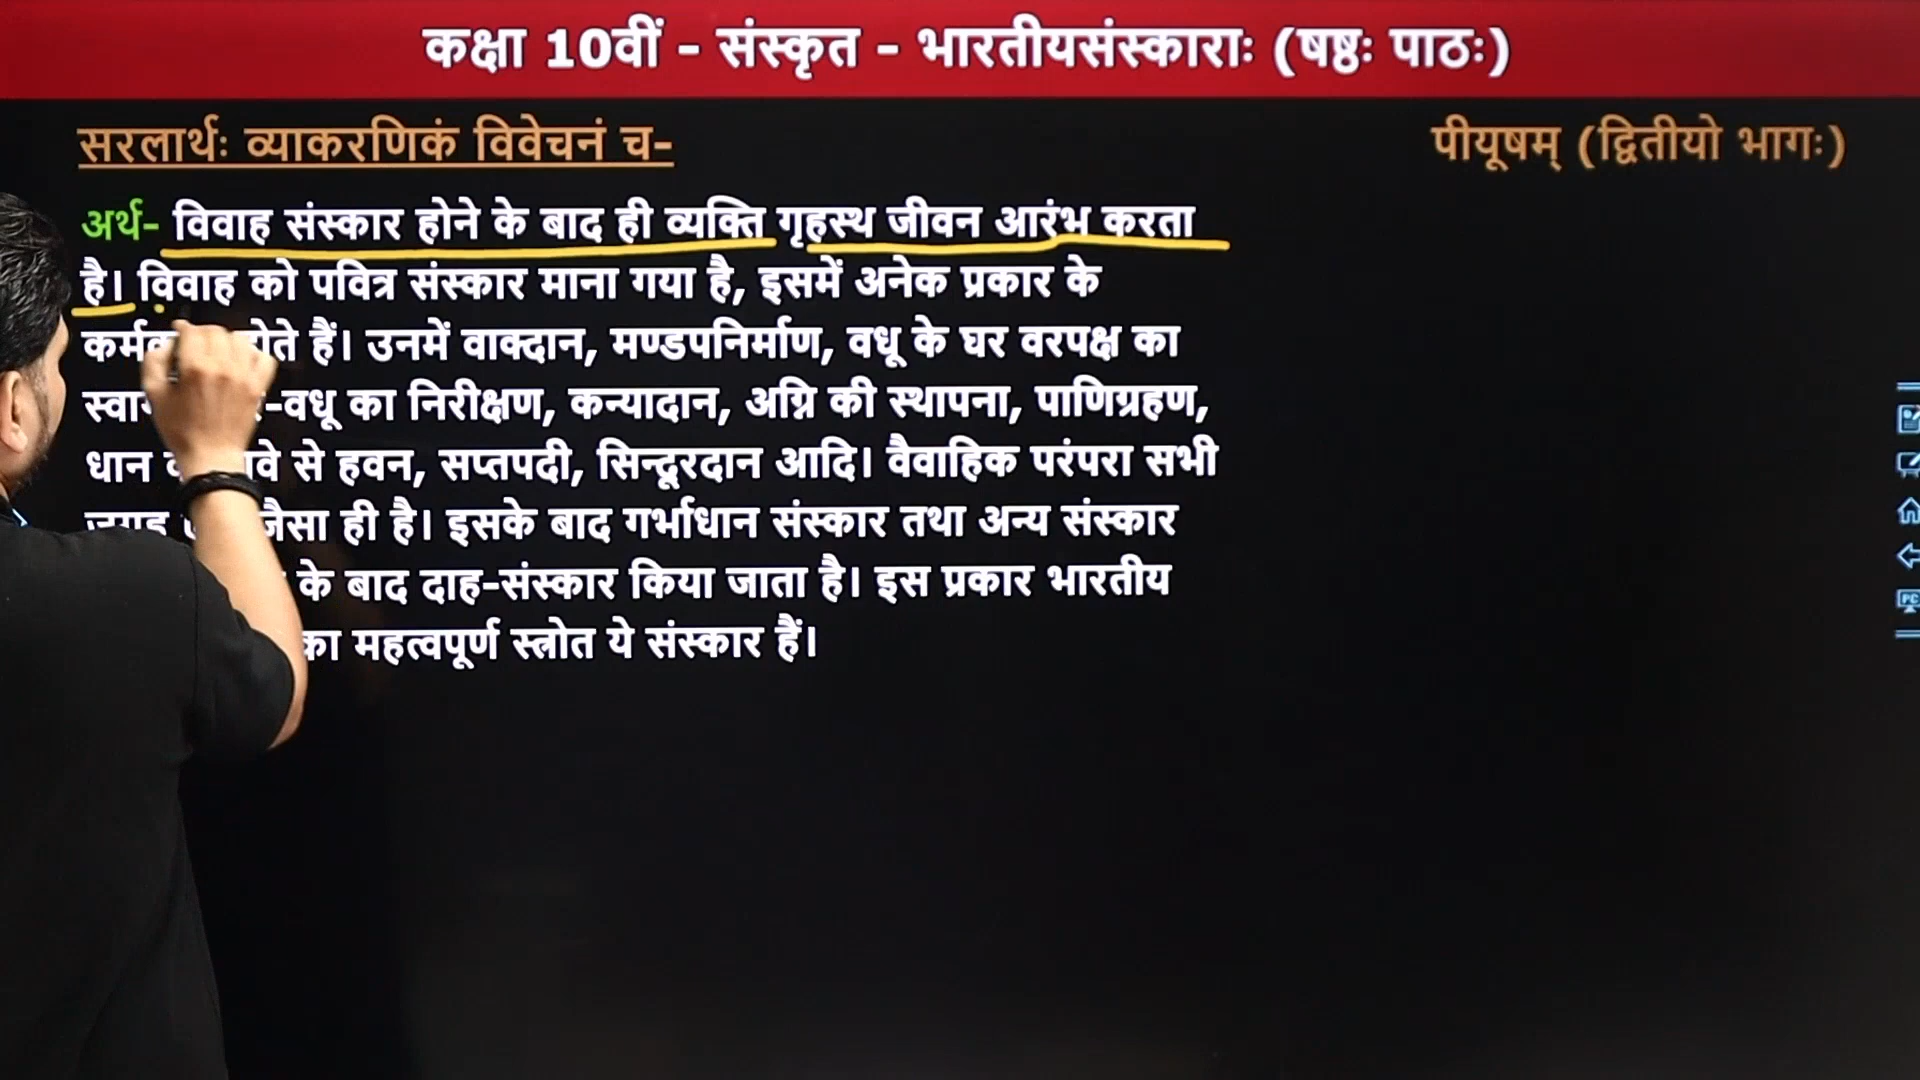 कक्षा 10वीं - संस्कृत - भारतीयसंस्काराः (षष्ठः पाठः)
सरलार्थः व्याकरणिकं विवेचनं च-
पीयूषम् (द्वितीयो भागः)
अर्थ- विवाह संस्कार होने के बाद ही व्यक्ति गृहस्थ जीवन आरंभ करता
है। विवाह को पवित्र संस्कार माना गया है, इसमें अनेक प्रकार के
होते हैं। उनमें वाक्दान, मण्डपनिर्माण, वधू के घर वरपक्ष का
-वधू का निरीक्षण, कन्यादान, अग्नि की स्थापना, पाणिग्रहण,
धान से हवन, सप्तपदी, सिन्दूरदान आदि। वैवाहिक परंपरा सभी
जैसा ही है। इसके बाद गर्भाधान संस्कार तथा अन्य संस्कार
के बाद दाह-संस्कार किया जाता है। इस प्रकार भारतीय
का महत्वपूर्ण स्त्रोत ये संस्कार हैं।